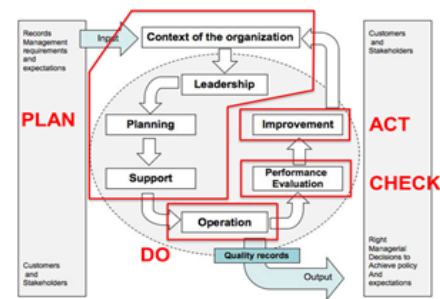 Records
Management
requirements
and
expectations
Input
Context of the organization
Customers
and
Stakeholders
Leadership
PLAN
Planning
Improvement
ACT
Support
Performance
Evaluation
CHECK
Operation
DO
Quality records
Customers
and
Stakeholders
Output
Right
Managerial
Decisions to
Achieve policy
And
expectations